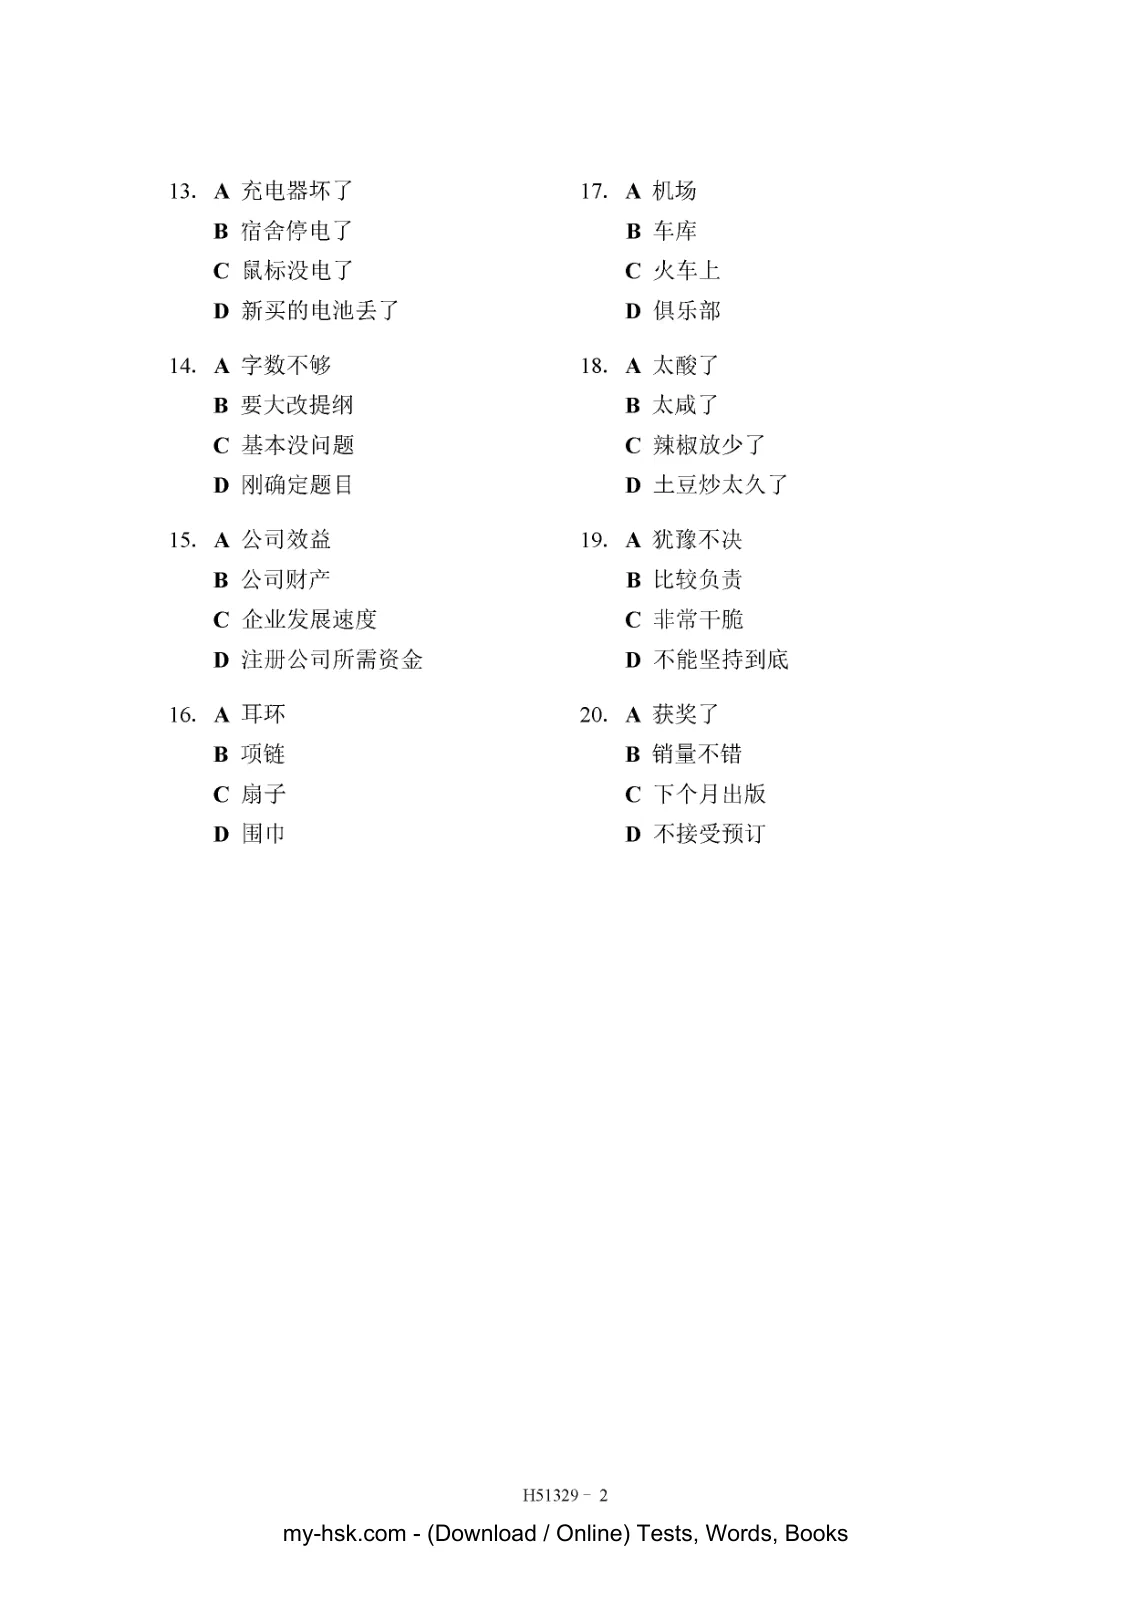 13. A 充电器坏了
B 宿舍停电了
C 鼠标没电了
D 新买的电池丢了
14. A 字数不够
B 要大改提纲
C 基本没问题
D 刚确定题目
15. A 公司效益
B 公司财产
C 企业发展速度
D 注册公司所需资金
16. A 耳环
B 项链
C 扇子
D 围巾
17. A 机场
B 车库
C 火车上
D 俱乐部
18. A 太酸了
B 太咸了
C 辣椒放少了
D 土豆炒太久了
19. A 犹豫不决
B 比较负责
C 非常干脆
D 不能坚持到底
20. A 获奖了
B 销量不错
C 下个月出版
D 不接受预订
H51329 - 2
my-hsk.com - (Download / Online) Tests, Words, Books